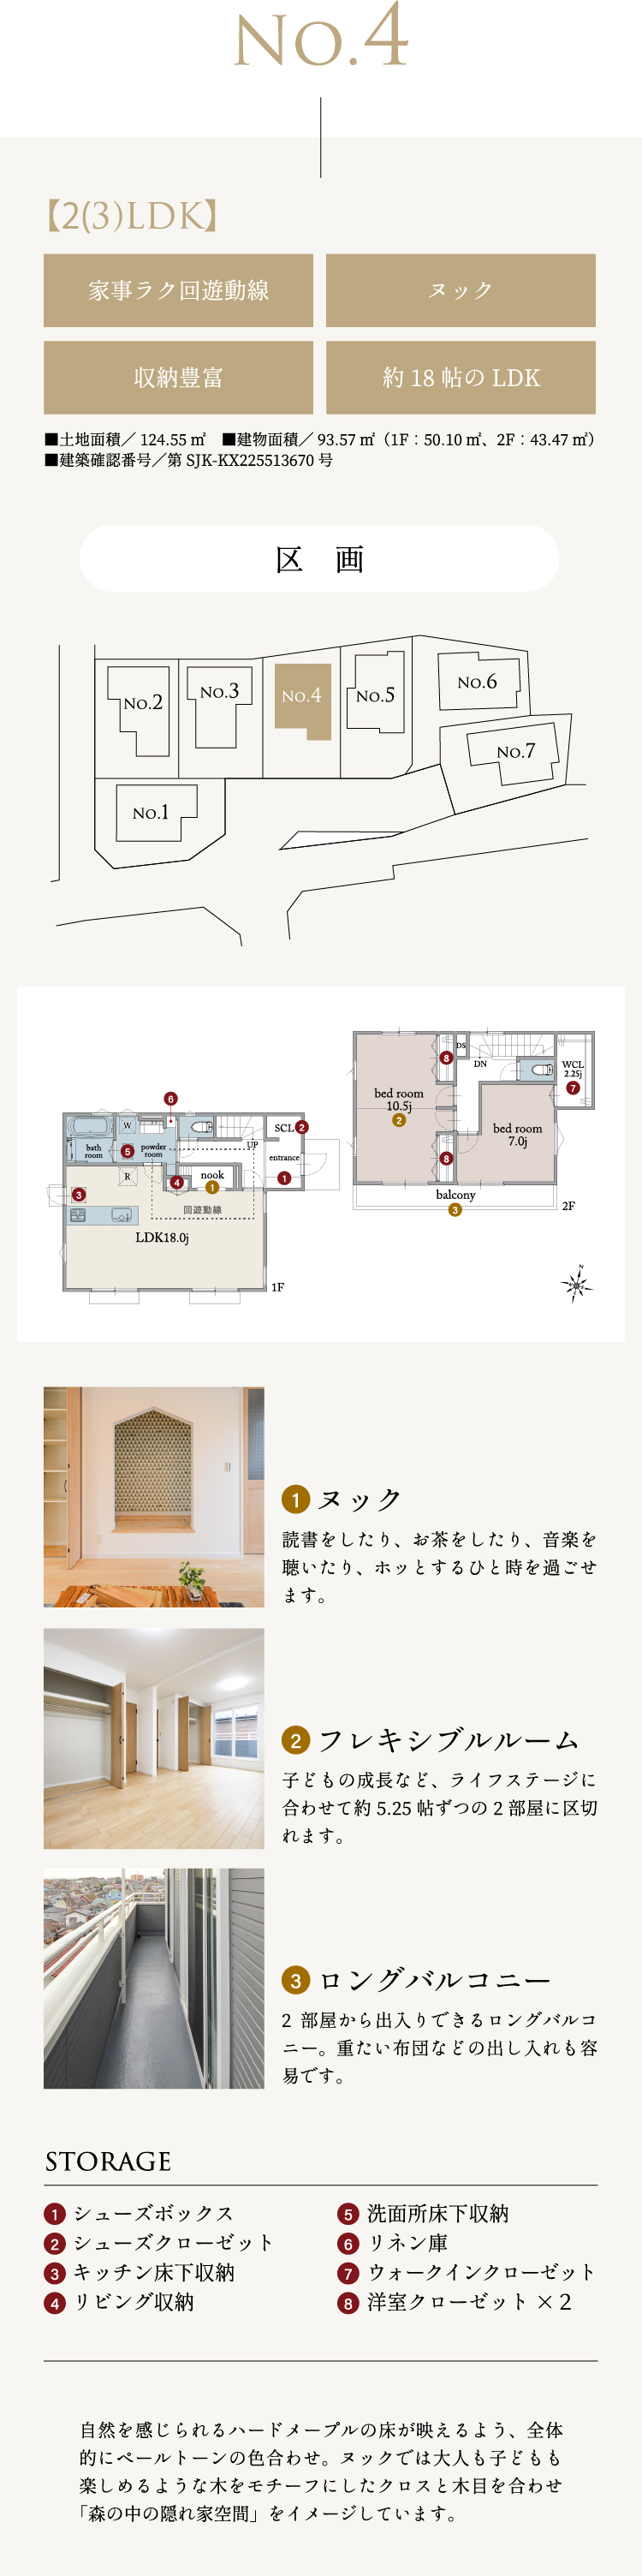 No.4
【2(3)LDK】
家事ラク回遊動線
ヌック
収納豊富
約 18 帖の LDK
■土地面積／ 124.55 ㎡　■建物面積／ 93.57 ㎡（1F：50.10 ㎡、2F：43.47 ㎡）
■建築確認番号／第 SJK-KX225513670 号
区　画
No.6
No.3
No.4
No.5
No.2
No.7
No.1
DS
DN
8
WCL
2.25j
7
bed room
10.5j
2
bed room
7.0j
8
balcony
3
2F
6
W
SCL 2
bath
room
5
powder
room
UP
entrance
R
4
nook
1
1
3
回遊動線
LDK18.0j
1F
N
1 ヌック
読書をしたり、お茶をしたり、音楽を
聴いたり、ホッとするひと時を過ごせ
ます。
2 フレキシブルルーム
子どもの成長など、ライフステージに
合わせて約 5.25 帖ずつの 2 部屋に区切
れます。
3 ロングバルコニー
2 部屋から出入りできるロングバルコ
ニー。重たい布団などの出し入れも容
易です。
STORAGE
1 シューズボックス
2 シューズクローゼット
3 キッチン床下収納
4 リビング収納
5 洗面所床下収納
6 リネン庫
7 ウォークインクローゼット
8 洋室クローゼット ×２
自然を感じられるハードメープルの床が映えるよう、全体
的にペールトーンの色合わせ。ヌックでは大人も子どもも
楽しめるような木をモチーフにしたクロスと木目を合わせ
「森の中の隠れ家空間」をイメージしています。